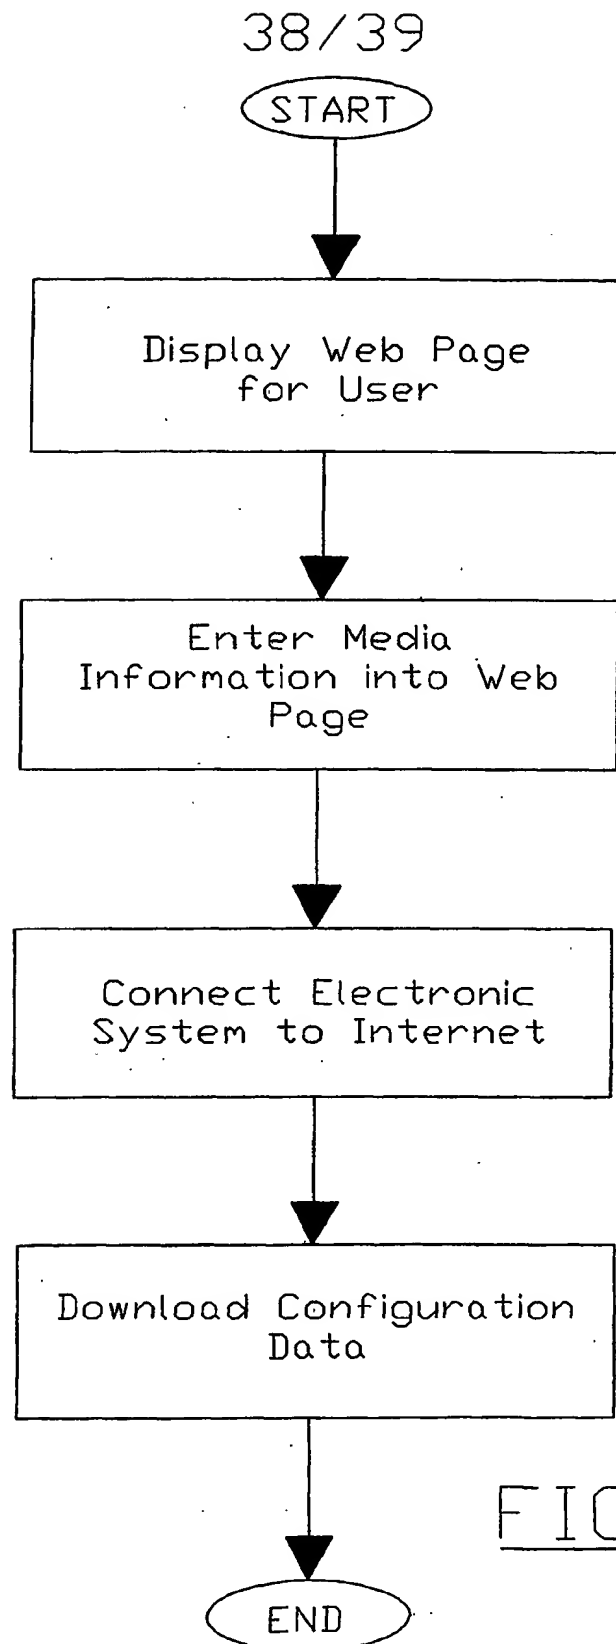 38/39
START
Display Web Page
for User
Enter Media
Information into Web
Page
Connect Electronic
System to Internet
Download Configuration
Data
END